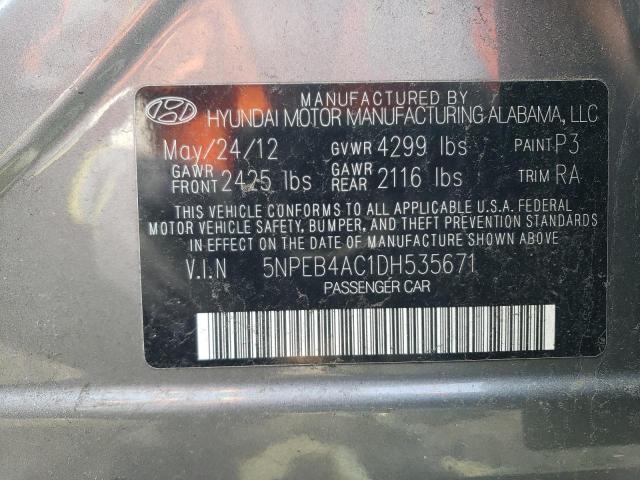 MANUFACTURED BY
HYUNDAI MOTOR MANUFACTURING ALABAMA, LLC
May/24/12 GVWR 4299 lbs PAINT P3
GAWR FRONT 2425 lbs GAWR REAR 2116 lbs TRIM RA
THIS VEHICLE CONFORMS TO ALL APPLICABLE U.S.A. FEDERAL
MOTOR VEHICLE SAFETY, BUMPER, AND THEFT PREVENTION STANDARDS
IN EFFECT ON THE DATE OF MANUFACTURE SHOWN ABOVE.
V.I.N 5NPEB4AC1DH535671
PASSENGER CAR